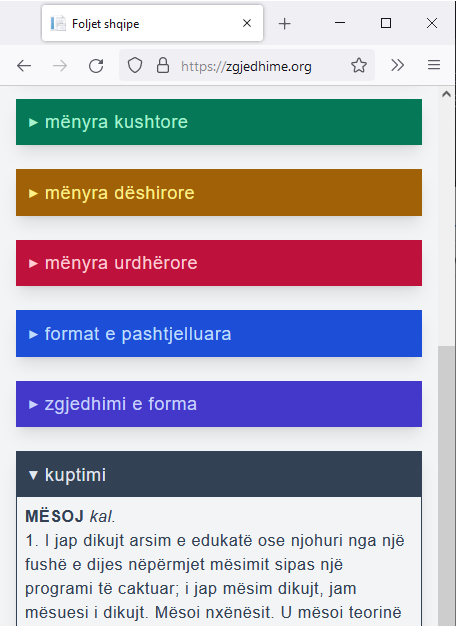 Foljet shqipe
https://zgjedhime.org
▸ mënyra kushtore
▸ mënyra dëshirore
▸ mënyra urdhërore
▸ format e pashtjelluara
▸ zgjedhimi e forma
▾ kuptimi
MËSOJ kal.
1. I jap dikujt arsim e edukatë ose njohuri nga një
fushë e dijes nëpërmjet mësimit sipas një
programi të caktuar; i jap mësim dikujt, jam
mësuesi i dikujt. Mësoi nxënësit. U mësoi teorinë